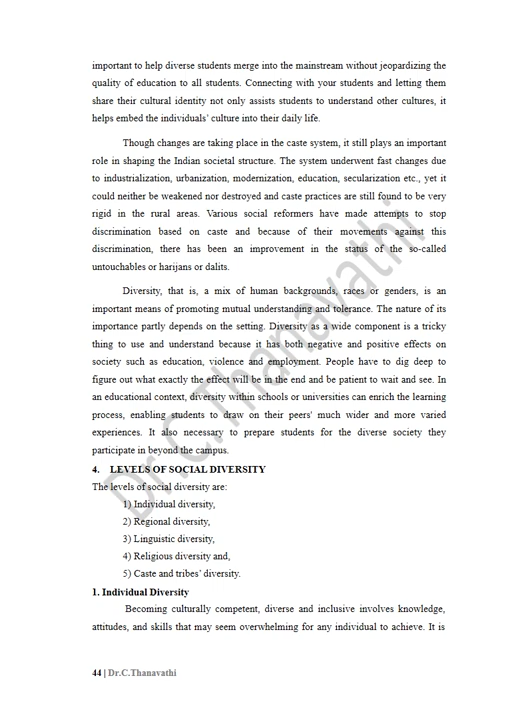 important to help diverse students merge into the mainstream without jeopardizing the
quality of education to all students. Connecting with your students and letting them
share their cultural identity not only assists students to understand other cultures, it
helps embed the individuals' culture into their daily life.
Though changes are taking place in the caste system, it still plays an important
role in shaping the Indian societal structure. The system underwent fast changes due
to industrialization, urbanization, modernization, education, secularization etc., yet it
could neither be weakened nor destroyed and caste practices are still found to be very
rigid in the rural areas. Various social reformers have made attempts to stop
discrimination based on caste and because of their movements against this
discrimination, there has been an improvement in the status of the so-called
untouchables or harijans or dalits.
Diversity, that is, a mix of human backgrounds, races or genders, is an
important means of promoting mutual understanding and tolerance. The nature of its
importance partly depends on the setting. Diversity as a wide component is a tricky
thing to use and understand because it has both negative and positive effects on
society such as education, violence and employment. People have to dig deep to
figure out what exactly the effect will be in the end and be patient to wait and see. In
an educational context, diversity within schools or universities can enrich the learning
process, enabling students to draw on their peers' much wider and more varied
experiences. It also necessary to prepare students for the diverse society they
participate in beyond the campus.
4. LEVELS OF SOCIAL DIVERSITY
The levels of social diversity are:
1) Individual diversity,
2) Regional diversity,
3) Linguistic diversity,
4) Religious diversity and,
5) Caste and tribes' diversity.
1. Individual Diversity
Becoming culturally competent, diverse and inclusive involves knowledge,
attitudes, and skills that may seem overwhelming for any individual to achieve. It is
44 | Dr.C.Thanavathi
Dr.C.Thanavathi